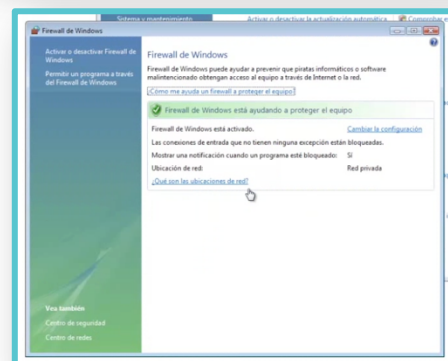 Sistema y mantenimiento
Activar o desactivar la actualización automática
Comprobar
Firewall de Windows
Activar o desactivar Firewall de
Windows
Permitir un programa a través
del Firewall de Windows
Firewall de Windows
Firewall de Windows puede ayudar a prevenir que piratas informáticos o software
malintencionado obtengan acceso al equipo a través de Internet o la red.
¿Cómo me ayuda un firewall a proteger el equipo?
Firewall de Windows está ayudando a proteger el equipo
Firewall de Windows está activado.
Cambiar la configuración
Las conexiones de entrada que no tienen ninguna excepción están bloqueadas.
Mostrar una notificación cuando un programa esté bloqueado: Sí
Ubicación de red: Red privada
¿Qué son las ubicaciones de red?
Vea también
Centro de seguridad
Centro de redes